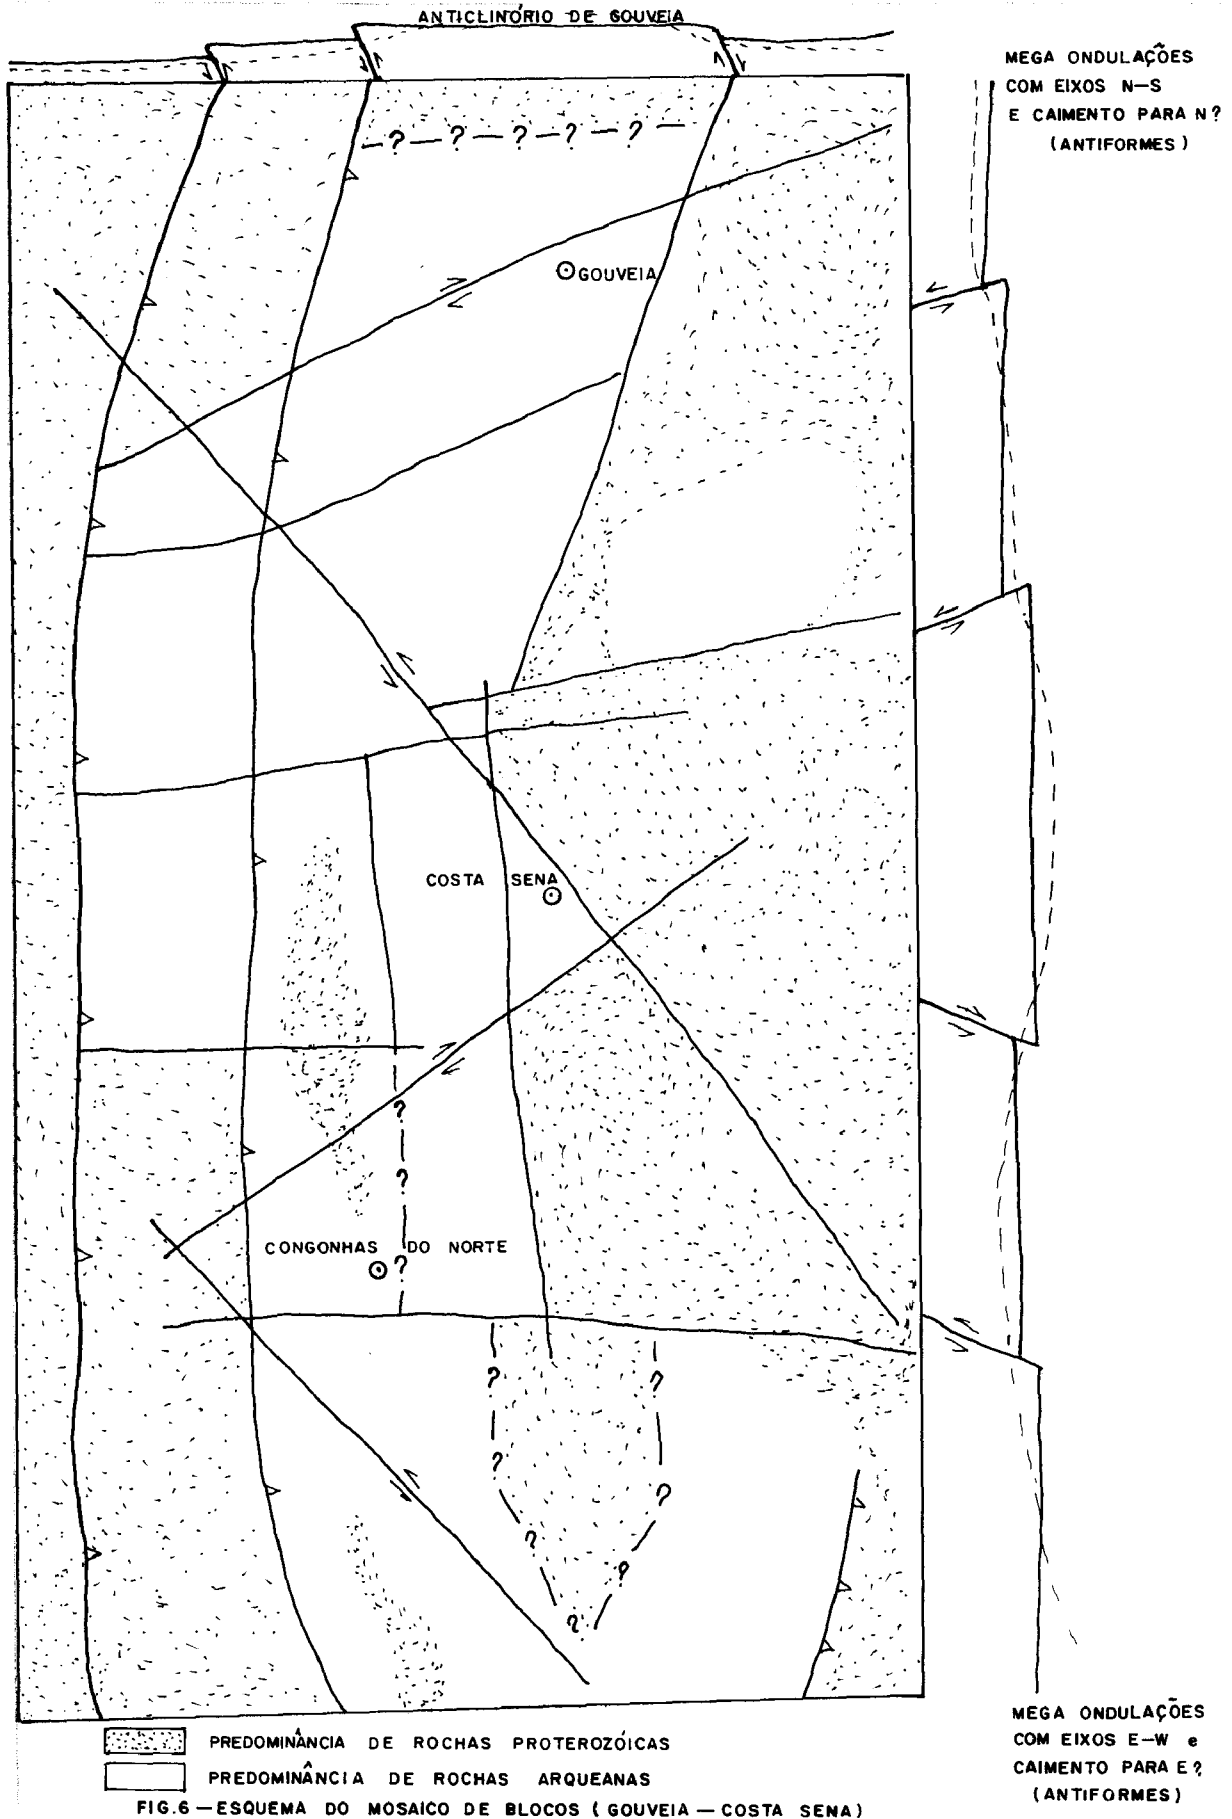 ANTICLINÓRIO DE GOUVEIA
MEGA ONDULAÇÕES
COM EIXOS N—S
E CAIMENTO PARA N?
(ANTIFORMES)
—?—?—?—?—?—
GOUVEIA
COSTA SENA
?
?
CONGONHAS DO NORTE
?
? ?
? ?
? ?
?
PREDOMINÂNCIA DE ROCHAS PROTEROZÓICAS
PREDOMINÂNCIA DE ROCHAS ARQUEANAS
FIG.6—ESQUEMA DO MOSAICO DE BLOCOS (GOUVEIA — COSTA SENA)
MEGA ONDULAÇÕES
COM EIXOS E—W e
CAIMENTO PARA E?
(ANTIFORMES)